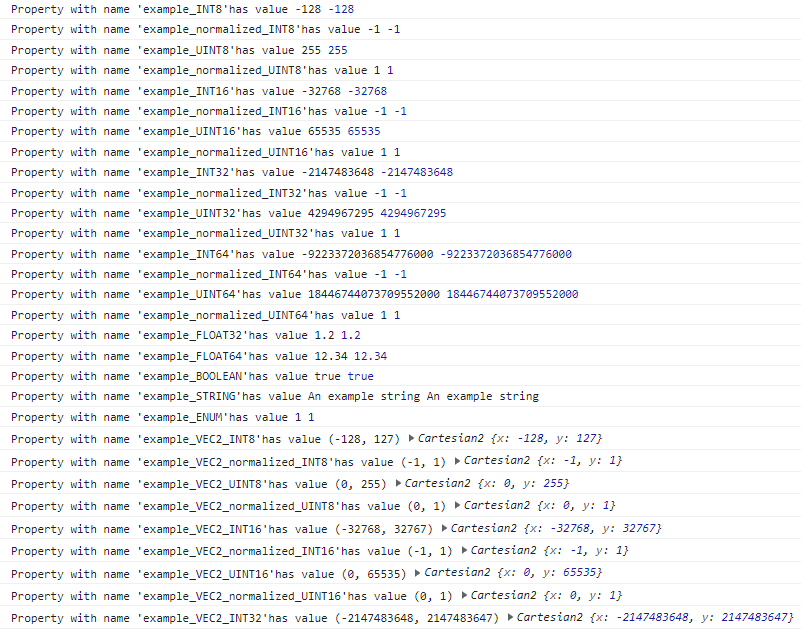 Property with name 'example_INT8'has value -128 -128
Property with name 'example_normalized_INT8'has value -1 -1
Property with name 'example_UINT8'has value 255 255
Property with name 'example_normalized_UINT8'has value 1 1
Property with name 'example_INT16'has value -32768 -32768
Property with name 'example_normalized_INT16'has value -1 -1
Property with name 'example_UINT16'has value 65535 65535
Property with name 'example_normalized_UINT16'has value 1 1
Property with name 'example_INT32'has value -2147483648 -2147483648
Property with name 'example_normalized_INT32'has value -1 -1
Property with name 'example_UINT32'has value 4294967295 4294967295
Property with name 'example_normalized_UINT32'has value 1 1
Property with name 'example_INT64'has value -9223372036854776000 -9223372036854776000
Property with name 'example_normalized_INT64'has value -1 -1
Property with name 'example_UINT64'has value 18446744073709552000 18446744073709552000
Property with name 'example_normalized_UINT64'has value 1 1
Property with name 'example_FLOAT32'has value 1.2 1.2
Property with name 'example_FLOAT64'has value 12.34 12.34
Property with name 'example_BOOLEAN'has value true true
Property with name 'example_STRING'has value An example string An example string
Property with name 'example_ENUM'has value 1 1
Property with name 'example_VEC2_INT8'has value (-128, 127) ▶Cartesian2 {x: -128, y: 127}
Property with name 'example_VEC2_normalized_INT8'has value (-1, 1) ▶Cartesian2 {x: -1, y: 1}
Property with name 'example_VEC2_UINT8'has value (0, 255) ▶Cartesian2 {x: 0, y: 255}
Property with name 'example_VEC2_normalized_UINT8'has value (0, 1) ▶Cartesian2 {x: 0, y: 1}
Property with name 'example_VEC2_INT16'has value (-32768, 32767) ▶Cartesian2 {x: -32768, y: 32767}
Property with name 'example_VEC2_normalized_INT16'has value (-1, 1) ▶Cartesian2 {x: -1, y: 1}
Property with name 'example_VEC2_UINT16'has value (0, 65535) ▶Cartesian2 {x: 0, y: 65535}
Property with name 'example_VEC2_normalized_UINT16'has value (0, 1) ▶Cartesian2 {x: 0, y: 1}
Property with name 'example_VEC2_INT32'has value (-2147483648, 2147483647) ▶Cartesian2 {x: -2147483648, y: 2147483647}